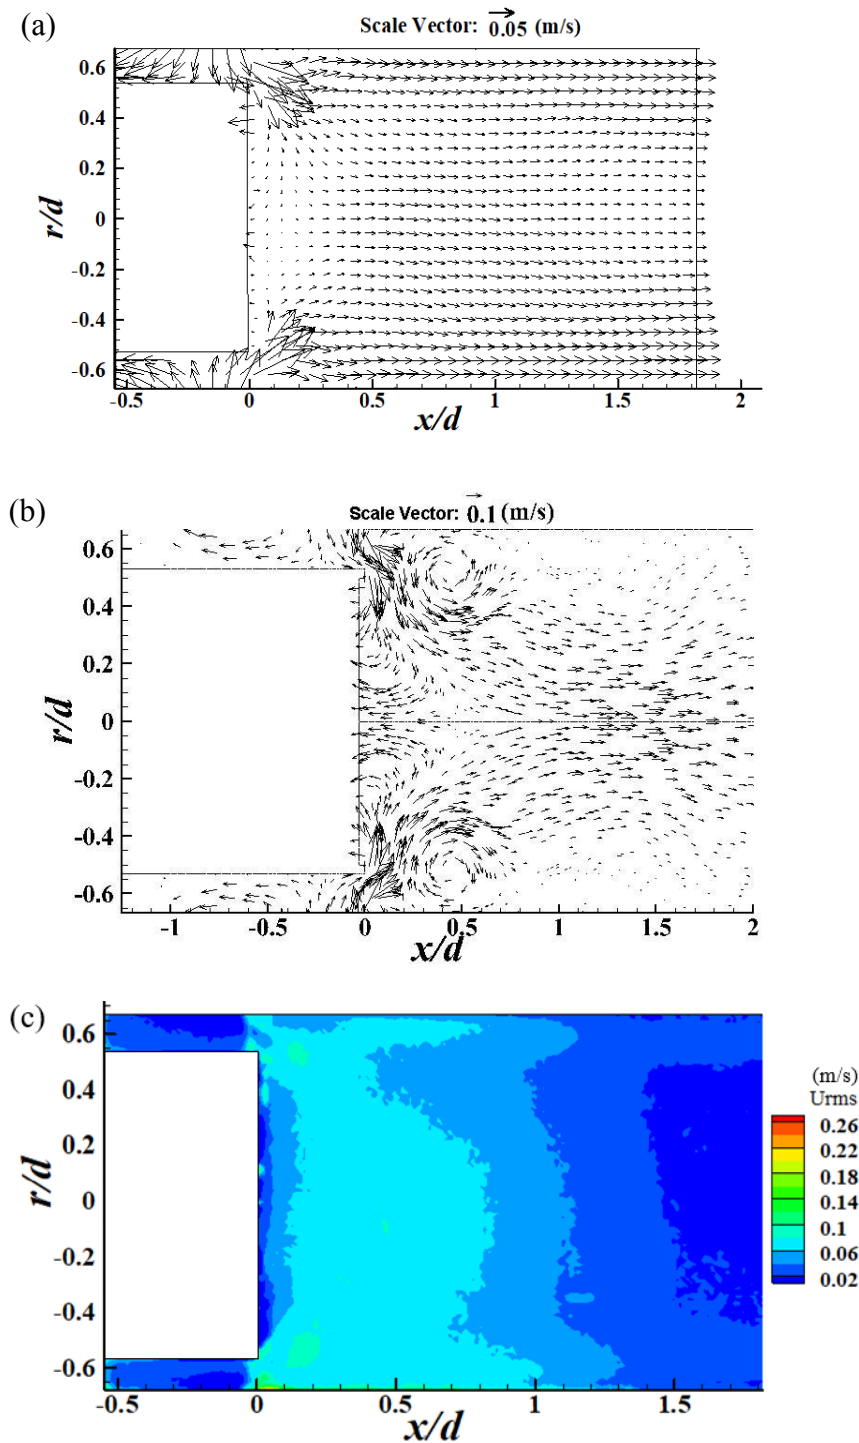 (a)
Scale Vector: 0.05 (m/s)
0.6
0.4
0.2
0
-0.2
-0.4
-0.6
r/d
-0.5 0 0.5 1 1.5 2
x/d
(b)
Scale Vector: 0.1 (m/s)
0.6
0.4
0.2
0
-0.2
-0.4
-0.6
r/d
-1 -0.5 0 0.5 1 1.5 2
x/d
(c)
0.6
0.4
0.2
0
-0.2
-0.4
-0.6
r/d
-0.5 0 0.5 1 1.5
x/d
(m/s)
Urms
0.26
0.22
0.18
0.14
0.1
0.06
0.02